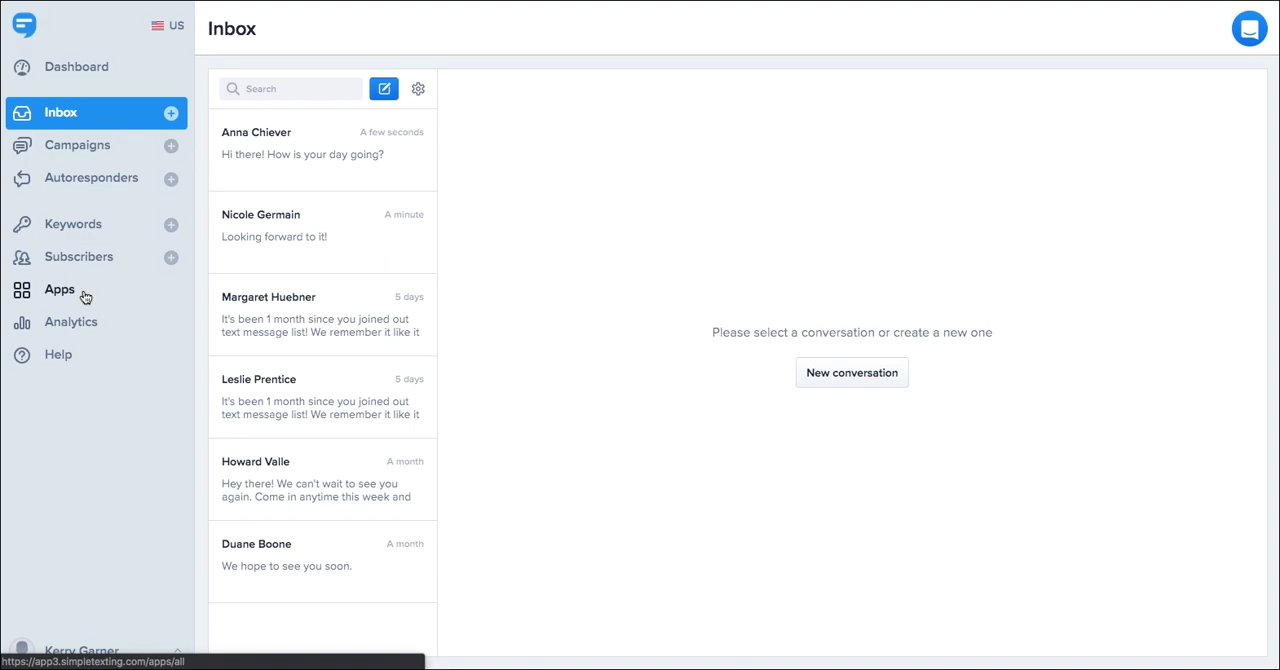 US
Inbox
Dashboard
Inbox
Campaigns
Autoresponders
Keywords
Subscribers
Apps
Analytics
Help
Kerry Garner
https://app3.simpletexting.com/apps/all
Search
Anna Chiever A few seconds
Hi there! How is your day going?
Nicole Germain A minute
Looking forward to it!
Margaret Huebner 5 days
It's been 1 month since you joined out
text message list! We remember it like it
Leslie Prentice 5 days
It's been 1 month since you joined out
text message list! We remember it like it
Howard Valle A month
Hey there! We can't wait to see you
again. Come in anytime this week and
Duane Boone A month
We hope to see you soon.
Please select a conversation or create a new one
New conversation